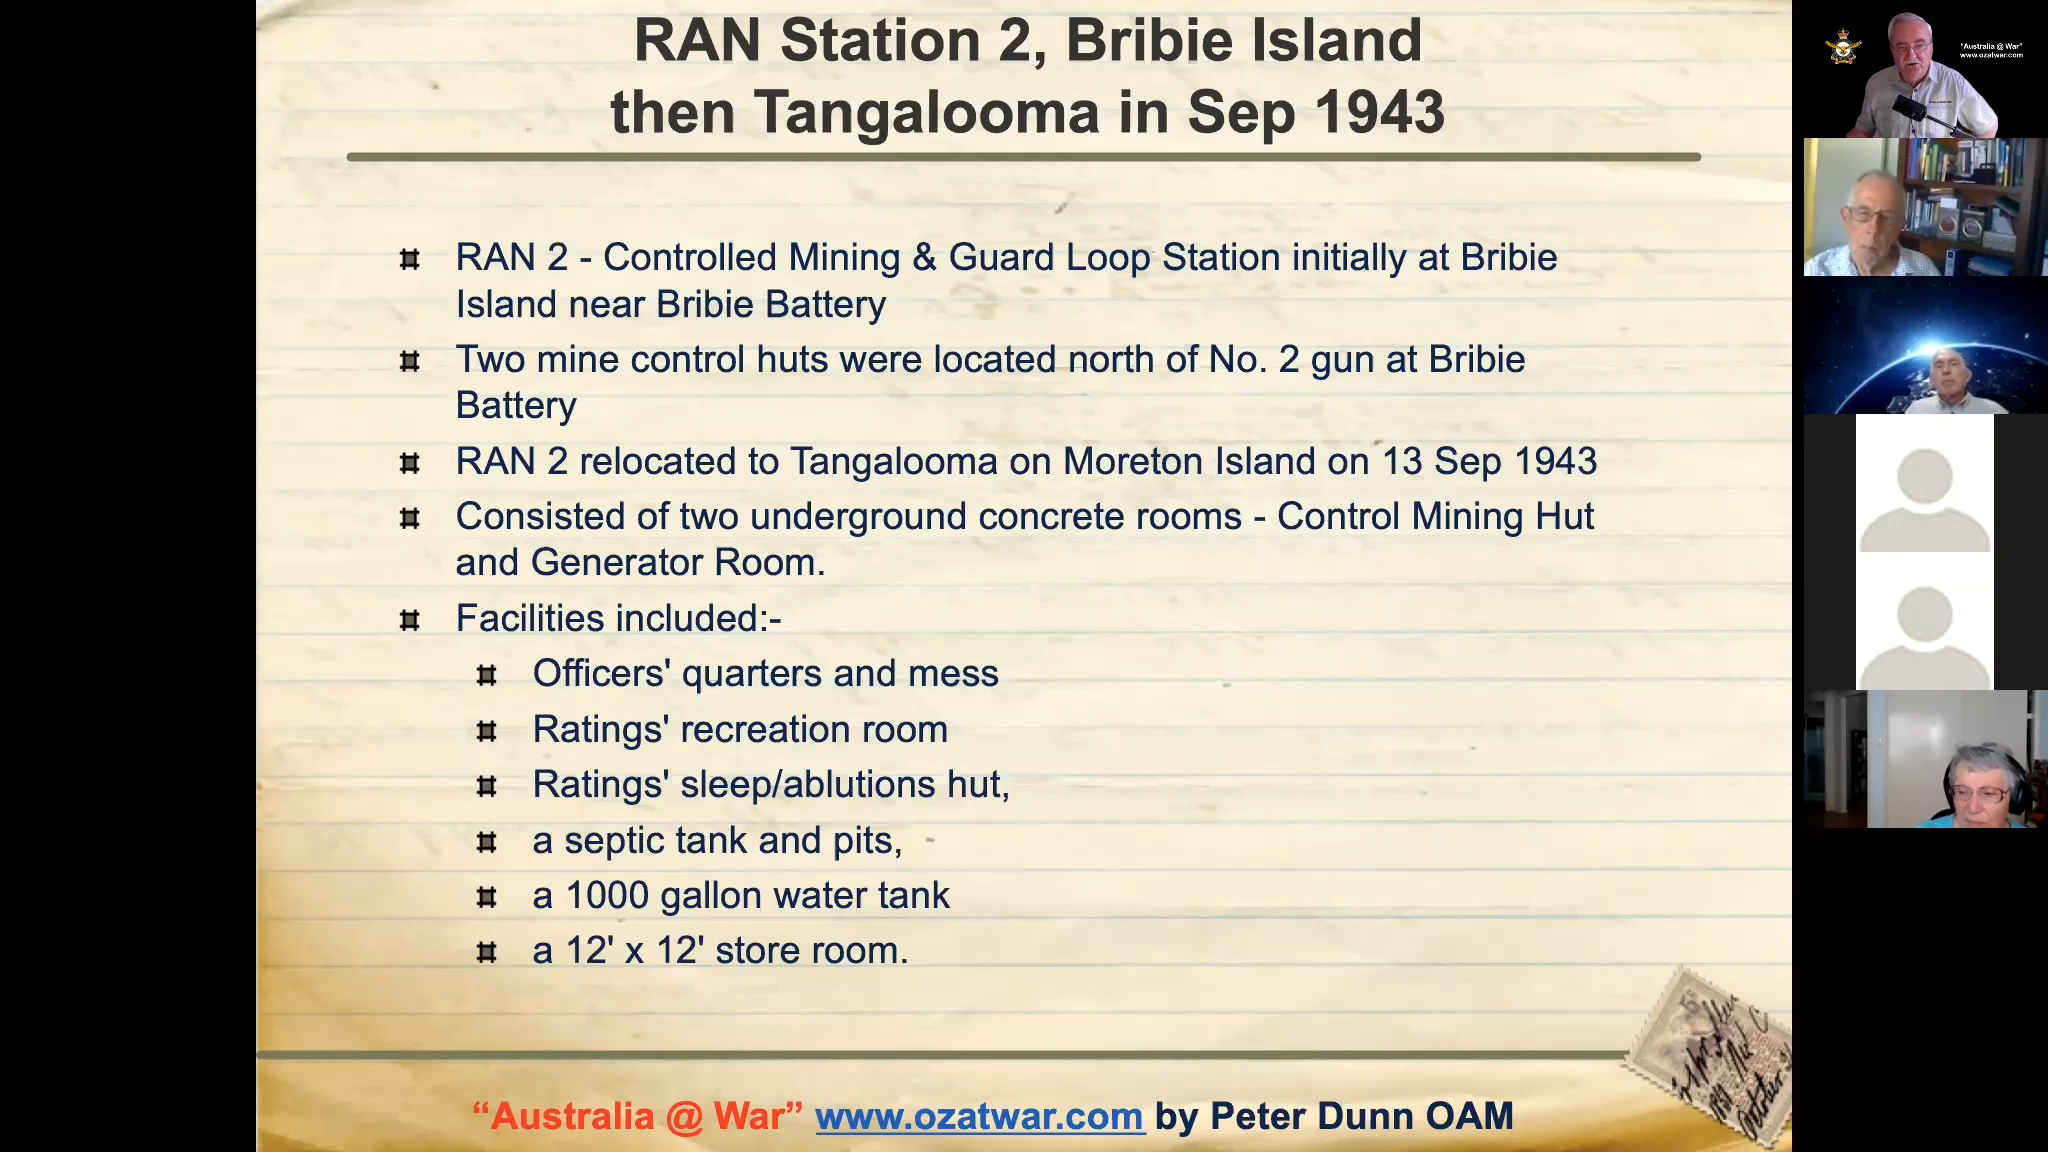 RAN Station 2, Bribie Island
then Tangalooma in Sep 1943
RAN 2 - Controlled Mining & Guard Loop Station initially at Bribie
Island near Bribie Battery
Two mine control huts were located north of No. 2 gun at Bribie
Battery
RAN 2 relocated to Tangalooma on Moreton Island on 13 Sep 1943
Consisted of two underground concrete rooms - Control Mining Hut
and Generator Room.
Facilities included:-
Officers' quarters and mess
Ratings' recreation room
Ratings' sleep/ablutions hut,
a septic tank and pits,
a 1000 gallon water tank
a 12' x 12' store room.
“Australia @ War” www.ozatwar.com by Peter Dunn OAM
"Australia @ War"
www.ozatwar.com